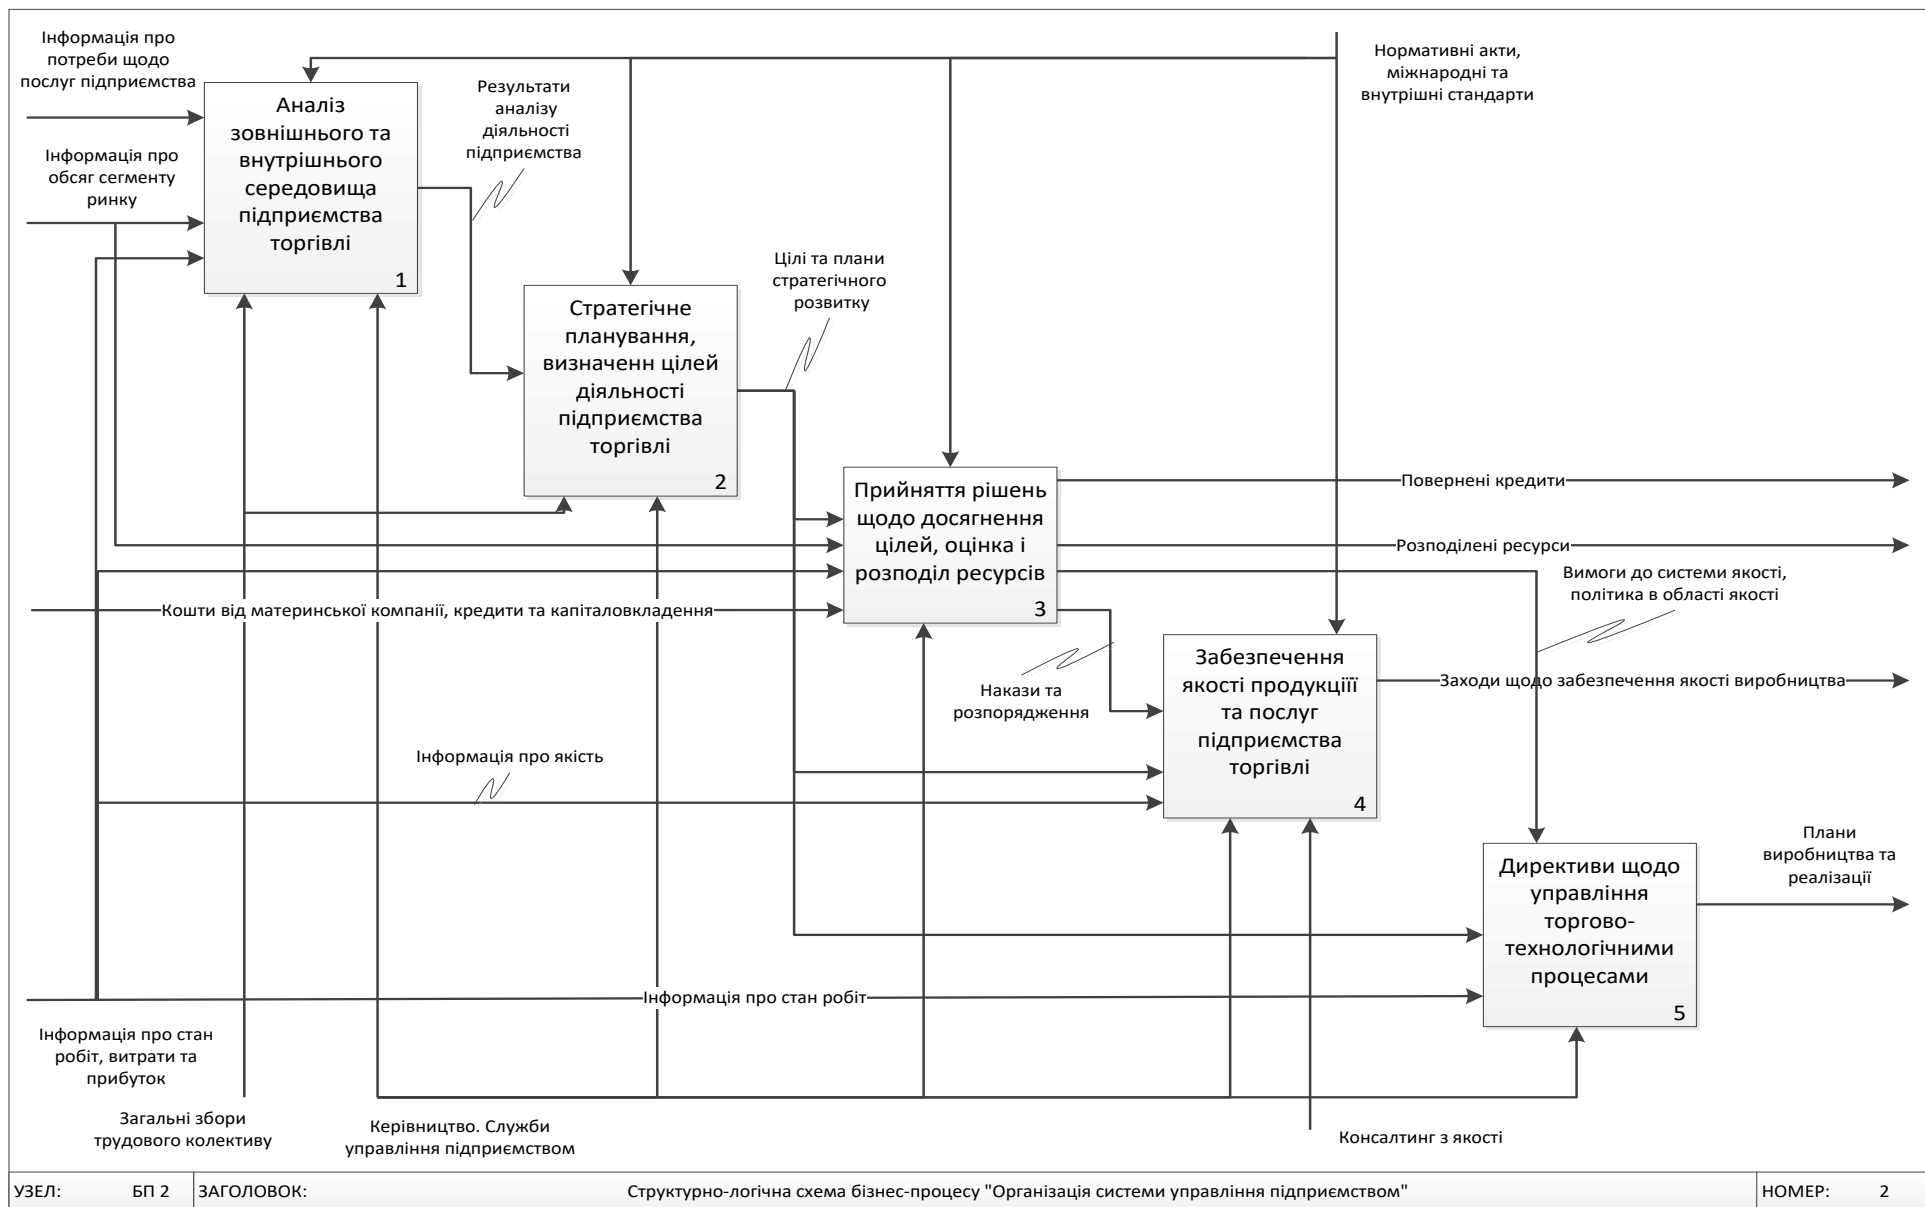 Інформація про
потреби щодо
послуг підприємства
Нормативні акти,
міжнародні та
внутрішні стандарти
Результати
аналізу
діяльності
підприємства
Аналіз
зовнішнього та
внутрішнього
середовища
підприємства
торгівлі
1
Інформація про
обсяг сегменту
ринку
Цілі та плани
стратегічного
розвитку
Стратегічне
планування,
визначенн цілей
діяльності
підприємства
торгівлі
2
Прийняття рішень
щодо досягнення
цілей, оцінка і
розподіл ресурсів
3
Повернені кредити
Розподілені ресурси
Вимоги до системи якості,
політика в області якості
Кошти від материнської компанії, кредити та капіталовкладення
Накази та
розпорядження
Забезпечення
якості продукціїї
та послуг
підприємства
торгівлі
4
Заходи щодо забезпечення якості виробництва
Інформація про якість
Плани
виробництва та
реалізації
Директиви щодо
управління
торгово-
технологічними
процесами
5
Інформація про стан робіт
Інформація про стан
робіт, витрати та
прибуток
Загальні збори
трудового колективу
Керівництво. Служби
управління підприємством
Консалтинг з якості
УЗЕЛ: БП 2 ЗАГОЛОВОК: Структурно-логічна схема бізнес-процесу "Організація системи управління підприємством" НОМЕР: 2